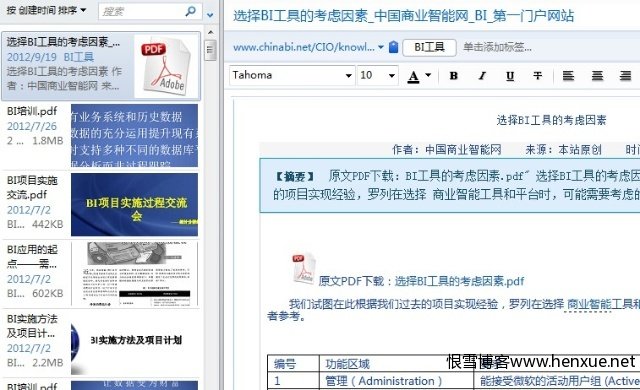 按 创建时间 排序
搜索
选择BI工具的考虑因素_...
2012/9/19 BI工具
选择BI工具的考虑因素 作
者：中国商业智能网 来...
BI培训.pdf
2012/7/26
2 ... 1.8MB
有业务系统和历史数据
数据的充分运用提升现有
对支持多种不同的数据库
BI项目实施
交流.pdf
2012/7/2
BI... 442KB
BI项目实施过程交流
会
BI应用的起
点——需...
2012/7/2
BI... 602KB
BI实施方法
及项目计...
2012/7/2
BI... 2.2MB
BI实施方法及项目计划
BI培训.pdf
让数据变为财富
选择BI工具的考虑因素_中国商业智能网_BI_第一门户网站
www.chinabi.net/CIO/knowl...
BI工具
单击添加标签...
Tahoma
10
A
B I U T
选择BI工具的考虑因素
作者：中国商业智能网 来源：本站原创 时间
【摘要】 原文PDF下载：BI工具的考虑因素.pdf" 选择BI工具的考虑因
的项目实现经验，罗列在选择 商业智能工具和平台时，可能需要考虑的
原文PDF下载：选择BI工具的考虑因素.pdf
我们试图在此根据我们过去的项目实现经验，罗列在选择 商业智能工具和
者参考。
编号 功能区域
1 管理（Administration） 能接受微软的活动用户组 (Active
恨雪博客www.henxue.net